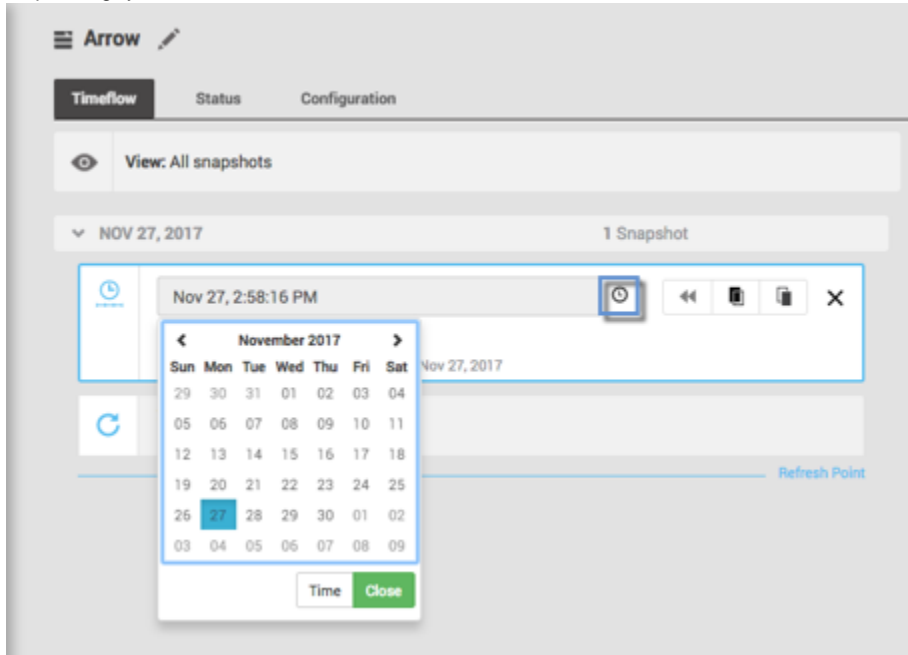 Arrow
Timeflow Status Configuration
View: All snapshots
NOV 27, 2017 1 Snapshot
Nov 27, 2:58:16 PM
November 2017
Sun Mon Tue Wed Thu Fri Sat
Nov 27, 2017
29 30 31 01 02 03 04
05 06 07 08 09 10 11
12 13 14 15 16 17 18
Refresh Point
19 20 21 22 23 24 25
26 27 28 29 30 01 02
03 04 05 06 07 08 09
Time Close